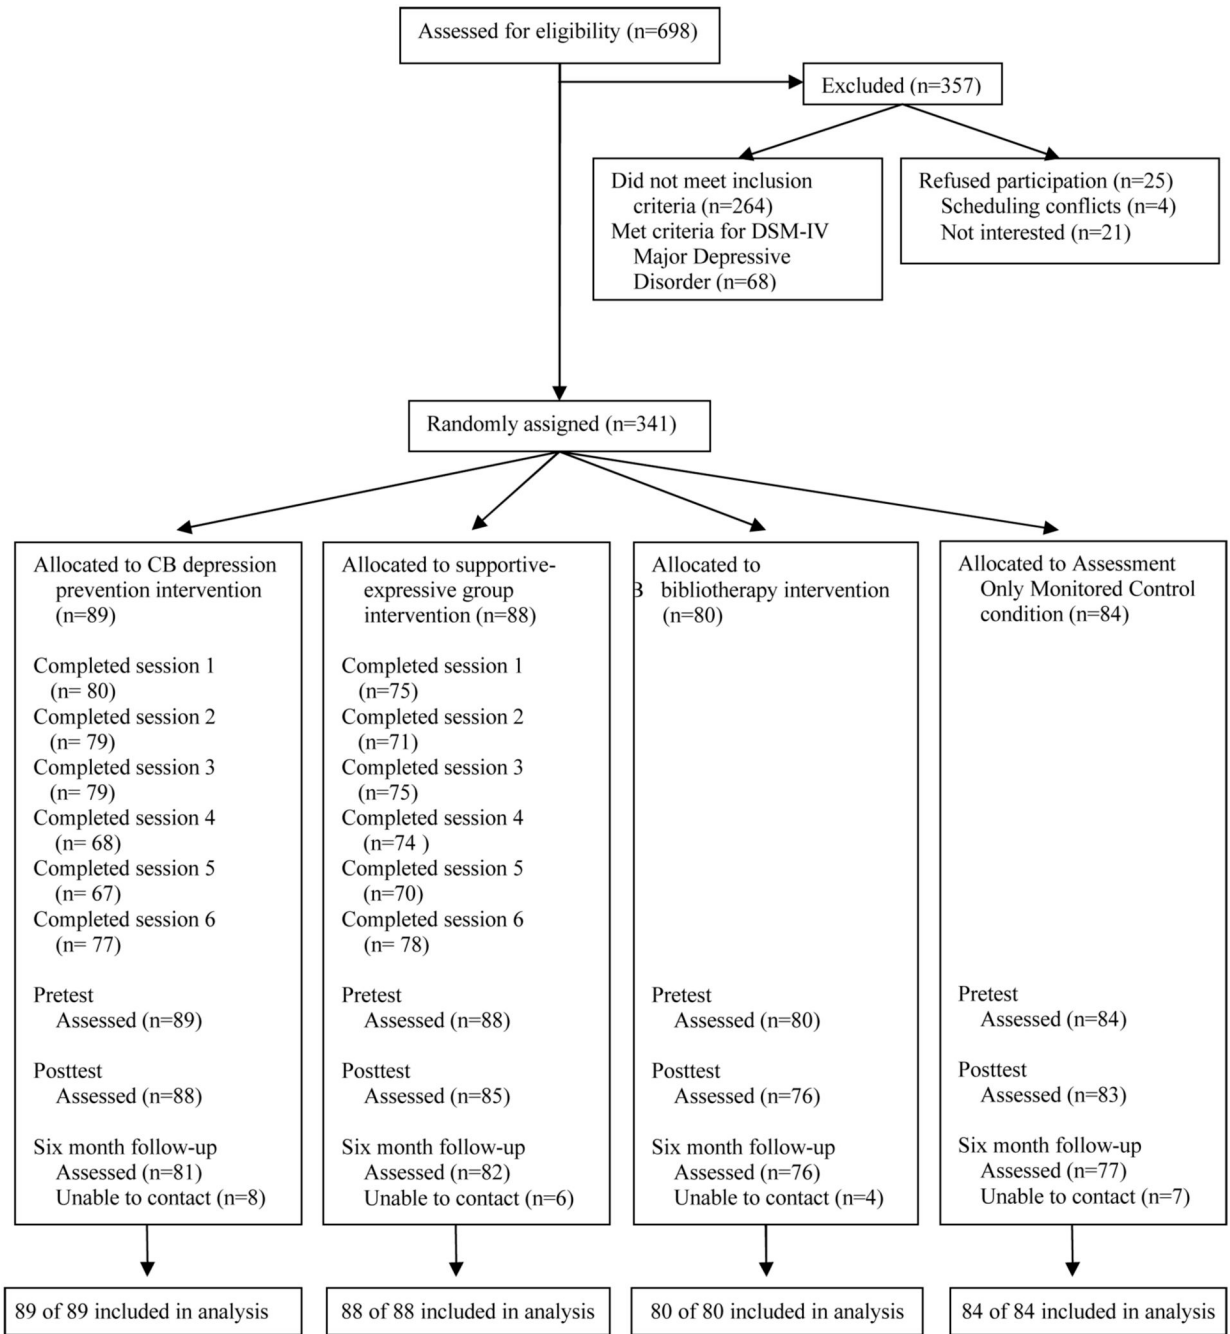 Assessed for eligibility (n=698)
Excluded (n=357)
Did not meet inclusion
criteria (n=264)
Met criteria for DSM-IV
Major Depressive
Disorder (n=68)
Refused participation (n=25)
Scheduling conflicts (n=4)
Not interested (n=21)
Randomly assigned (n=341)
Allocated to CB depression
prevention intervention
(n=89)
Completed session 1
(n= 80)
Completed session 2
(n= 79)
Completed session 3
(n= 79)
Completed session 4
(n= 68)
Completed session 5
(n= 67)
Completed session 6
(n= 77)
Pretest
Assessed (n=89)
Posttest
Assessed (n=88)
Six month follow-up
Assessed (n=81)
Unable to contact (n=8)
Allocated to supportive-
expressive group
intervention (n=88)
Completed session 1
(n=75)
Completed session 2
(n=71)
Completed session 3
(n=75)
Completed session 4
(n=74 )
Completed session 5
(n=70)
Completed session 6
(n= 78)
Pretest
Assessed (n=88)
Posttest
Assessed (n=85)
Six month follow-up
Assessed (n=82)
Unable to contact (n=6)
Allocated to
B bibliotherapy intervention
(n=80)
Pretest
Assessed (n=80)
Posttest
Assessed (n=76)
Six month follow-up
Assessed (n=76)
Unable to contact (n=4)
Allocated to Assessment
Only Monitored Control
condition (n=84)
Pretest
Assessed (n=84)
Posttest
Assessed (n=83)
Six month follow-up
Assessed (n=77)
Unable to contact (n=7)
89 of 89 included in analysis
88 of 88 included in analysis
80 of 80 included in analysis
84 of 84 included in analysis